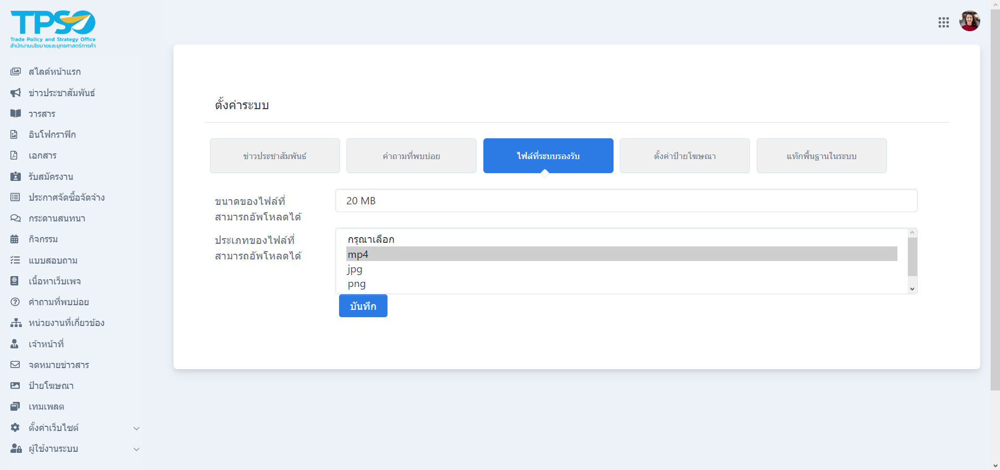 TPSO
Trade Policy and Strategy Office
สำนักงานนโยบายและยุทธศาสตร์การค้า
สไลด์หน้าแรก
ข่าวประชาสัมพันธ์
วารสาร
อินโฟกราฟิก
เอกสาร
รับสมัครงาน
ประกาศจัดซื้อจัดจ้าง
กระดานสนทนา
กิจกรรม
แบบสอบถาม
เนื้อหาเว็บเพจ
คำถามที่พบบ่อย
หน่วยงานที่เกี่ยวข้อง
เจ้าหน้าที่
จดหมายข่าวสาร
ป้ายโฆษณา
เทมเพลต
ตั้งค่าเว็บไซต์
ผู้ใช้งานระบบ
ตั้งค่าระบบ
ข่าวประชาสัมพันธ์
คำถามที่พบบ่อย
ไฟล์ที่ระบบรองรับ
ตั้งค่าป้ายโฆษณา
แท๊กพื้นฐานในระบบ
ขนาดของไฟล์ที่
สามารถอัพโหลดได้
20 MB
ประเภทของไฟล์ที่
สามารถอัพโหลดได้
กรุณาเลือก
mp4
jpg
png
บันทึก